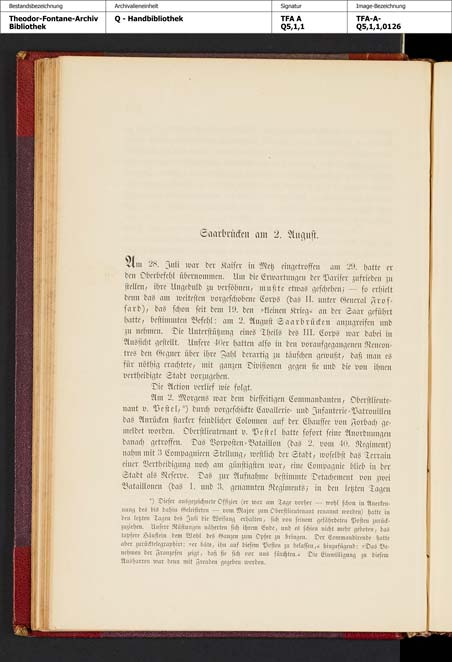 Bestandsbezeichnung
Archivalieneinheit
Signatur
Image-Bezeichnung
Theodor-Fontane-Archiv
Bibliothek
Q - Handbibliothek
TFA A
Q5,1,1
TFA-A-
Q5,1,1,0126
Saarbrücken am 2. August.
Am 28. Juli war der Kaiser in Metz eingetroffen am 29. hatte er
den Oberbefehl übernommen. Um die Erwartungen der Pariser zufrieden zu
stellen, ihre Ungeduld zu versöhnen, mußte etwas geschehen; — so erhielt
denn das am weitesten vorgeschobene Corps (das II. unter General Fros-
sard), das schon seit dem 19. den »kleinen Krieg« an der Saar geführt
hatte, bestimmten Befehl: am 2. August Saarbrücken anzugreifen und
zu nehmen. Die Unterstützung eines Theils des III. Corps war dabei in
Aussicht gestellt. Unsere 40er hatten also in den voraufgegangenen Rencon-
tres den Gegner über ihre Zahl derartig zu täuschen gewußt, daß man es
für nöthig erachtete, mit ganzen Divisionen gegen sie und die von ihnen
vertheidigte Stadt vorzugehen.
Die Action verlief wie folgt.
Am 2. Morgens war dem diesseitigen Commandanten, Oberstlieute-
nant v. Pestel,*) durch vorgeschickte Cavallerie- und Infanterie-Patrouillen
das Anrücken starker feindlicher Colonnen auf der Chaussee von Forbach ge-
meldet worden. Oberstlieutenant v. Pestel hatte sofort seine Anordnungen
danach getroffen. Das Vorposten-Bataillon (das 2. vom 40. Regiment)
nahm mit 3 Compagnieen Stellung, westlich der Stadt, woselbst das Terrain
einer Vertheidigung noch am günstigsten war, eine Compagnie blieb in der
Stadt als Reserve. Das zur Aufnahme bestimmte Detachement von zwei
Bataillonen (das 1. und 3. genannten Regiments; in den letzten Tagen
*) Dieser ausgezeichnete Offizier (er war am Tage vorher — wohl schon in Anerken-
nung des bis dahin Geleisteten — vom Major zum Oberstlieutenant ernannt worden) hatte in
den letzten Tagen des Juli die Weisung erhalten, sich von seinem gefährdeten Posten zurück-
zuziehen. Unsere Rüstungen näherten sich ihrem Ende, und es schien nicht mehr geboten, das
tapfere Häuflein dem Wohl des Ganzen zum Opfer zu bringen. Der Commandirende hatte
aber zurücktelegraphirt: »er bäte, ihn auf diesem Posten zu belassen,« hinzufügend: »Das Be-
nehmen der Franzosen zeigt, daß sie sich vor uns fürchten.« Die Einwilligung zu diesem
Ausharren war denn mit Freuden gegeben worden.